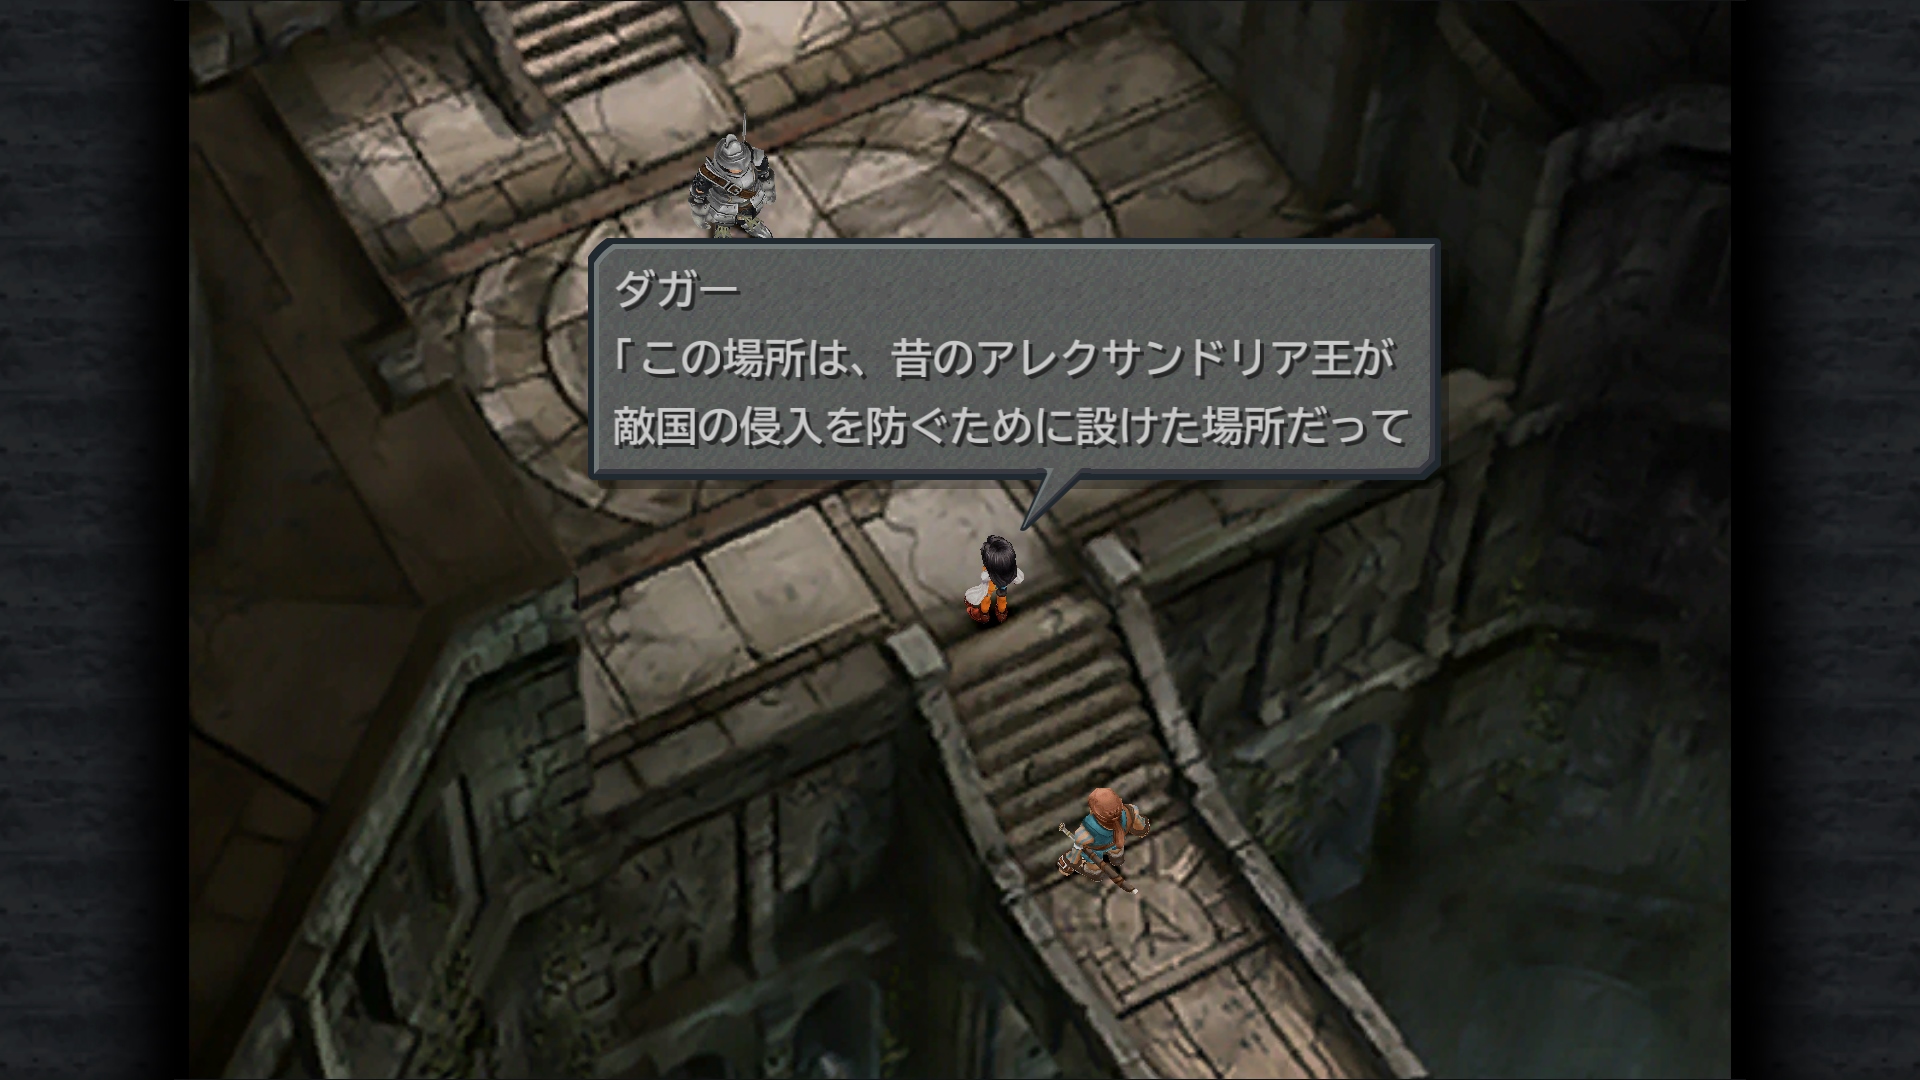 ダガー
「この場所は、昔のアレクサンドリア王が
敵国の侵入を防ぐために設けた場所だって